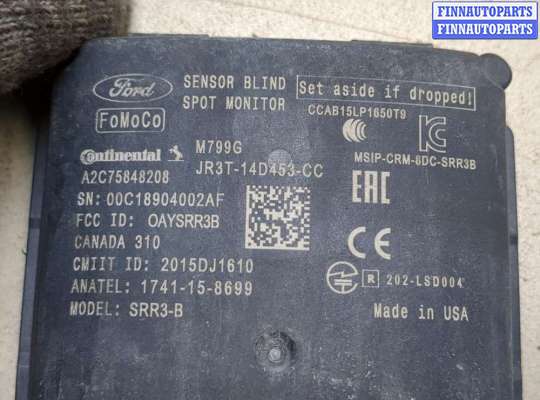 FINNAUTOPARTS
FINNAUTOPARTS
Ford
SENSOR BLIND
SPOT MONITOR
Set aside if dropped!
FoMoCo
CCAB15LP1650T9
Continental
M799G
MSIP-CRM-8DC-SRR3B
A2C75848208
JR3T-14D453-CC
SN: 00C18904002AF
EAC
FCC ID: OAYSRR3B
CANADA 310
CE
CMIIT ID: 2015DJ1610
R 202-LSD004
ANATEL: 1741-15-8699
MODEL: SRR3-B
Made in USA